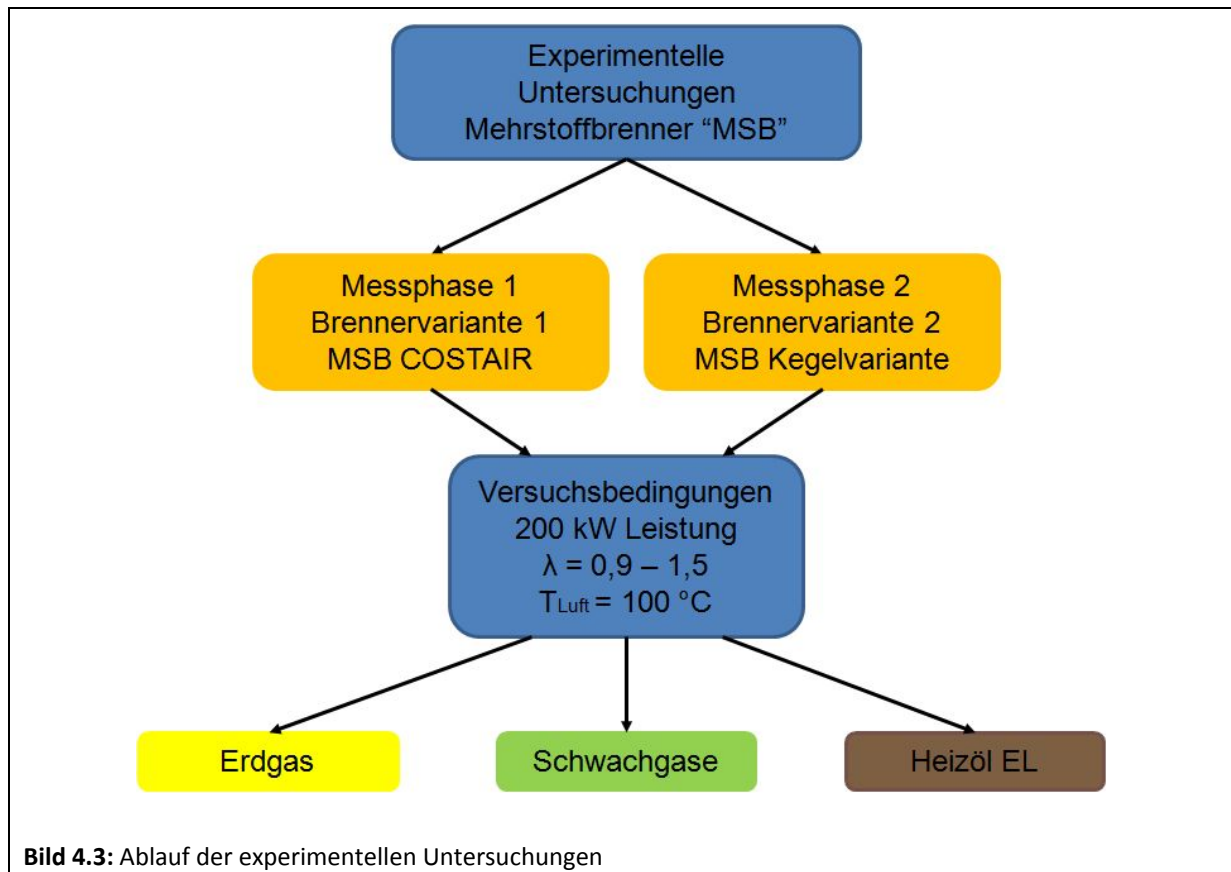 Experimentelle
Untersuchungen
Mehrstoffbrenner “MSB”
Messphase 1
Brennervariante 1
MSB COSTAIR
Messphase 2
Brennervariante 2
MSB Kegelvariante
Versuchsbedingungen
200 kW Leistung
λ = 0,9 – 1,5
TLuft = 100 °C
Erdgas
Schwachgase
Heizöl EL
Bild 4.3: Ablauf der experimentellen Untersuchungen